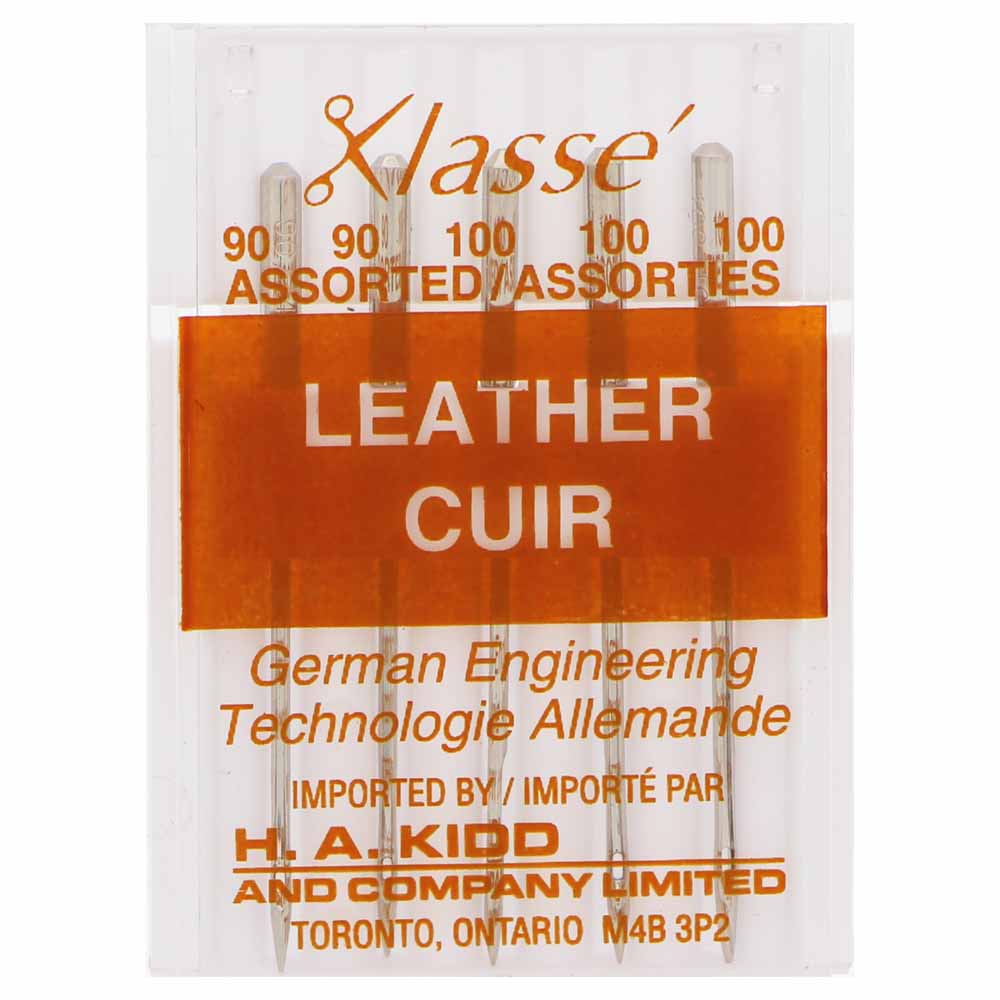 Klassé
90 90 100 100 100
ASSORTED/ASSORTIES
LEATHER
CUIR
German Engineering
Technologie Allemande
IMPORTED BY / IMPORTÉ PAR
H. A. KIDD
AND COMPANY LIMITED
TORONTO, ONTARIO M4B 3P2